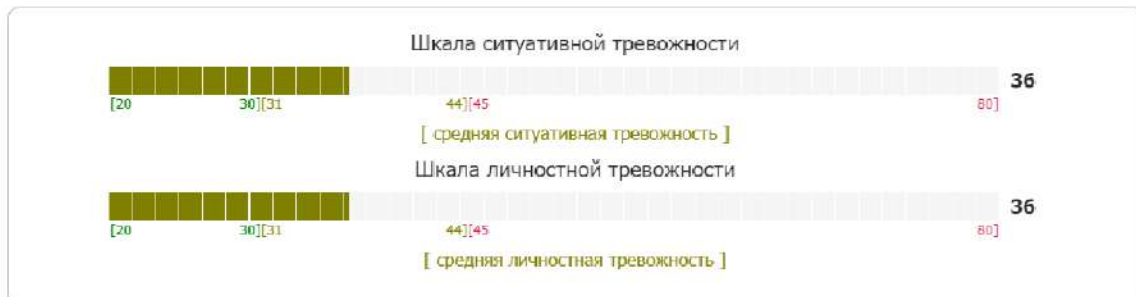 Шкала ситуативной тревожности
36
[20 30][31 44][45 80]
[ средняя ситуативная тревожность ]
Шкала личностной тревожности
36
[20 30][31 44][45 80]
[ средняя личностная тревожность ]